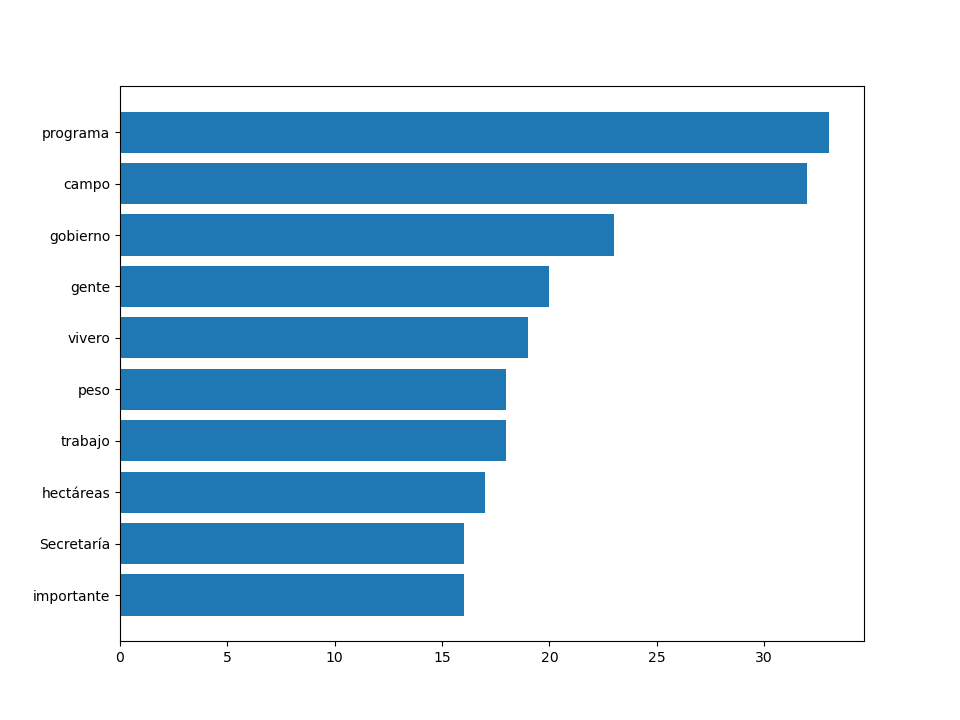 programa
campo
gobierno
gente
vivero
peso
trabajo
hectáreas
Secretaría
importante
0 5 10 15 20 25 30